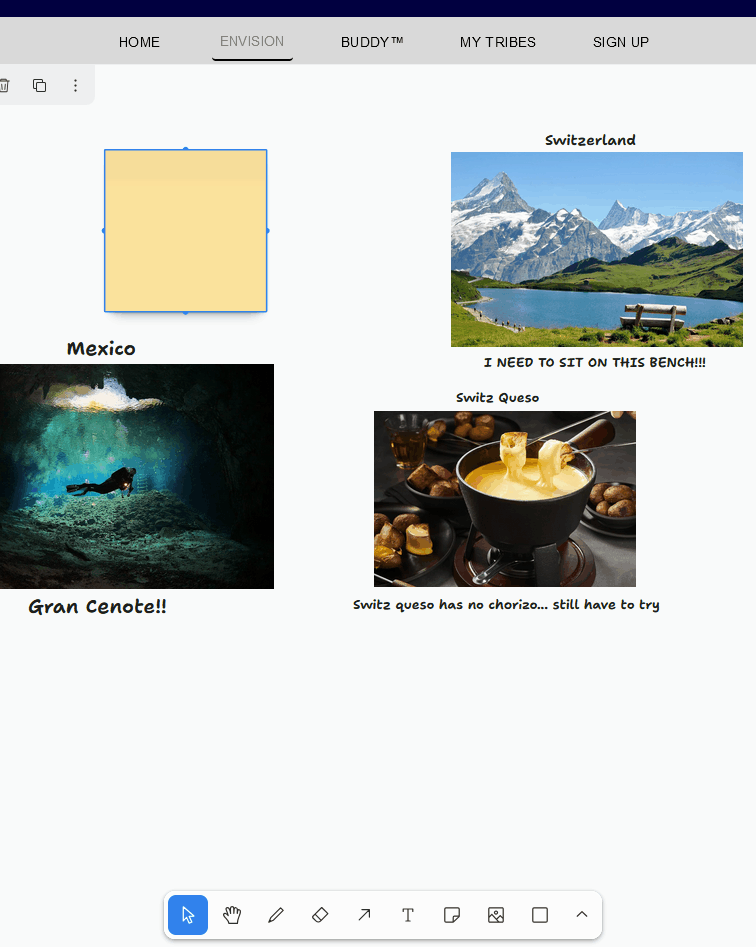 HOME
ENVISION
BUDDY™
MY TRIBES
SIGN UP
Switzerland
I NEED TO SIT ON THIS BENCH!!!
Mexico
Gran Cenote!!
Switz Queso
Switz queso has no chorizo... still have to try
T